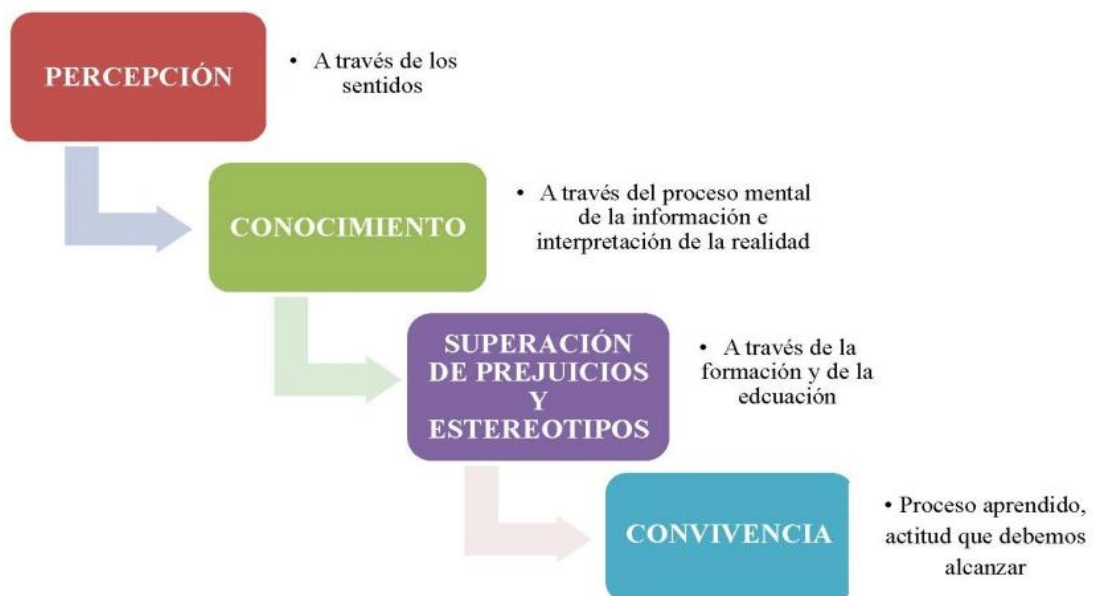 PERCEPCIÓN
• A través de los
sentidos
CONOCIMIENTO
• A través del proceso mental
de la información e
interpretación de la realidad
SUPERACIÓN
DE PREJUICIOS
Y
ESTEREOTIPOS
• A través de la
formación y de la
edcuación
CONVIVENCIA
• Proceso aprendido,
actitud que debemos
alcanzar